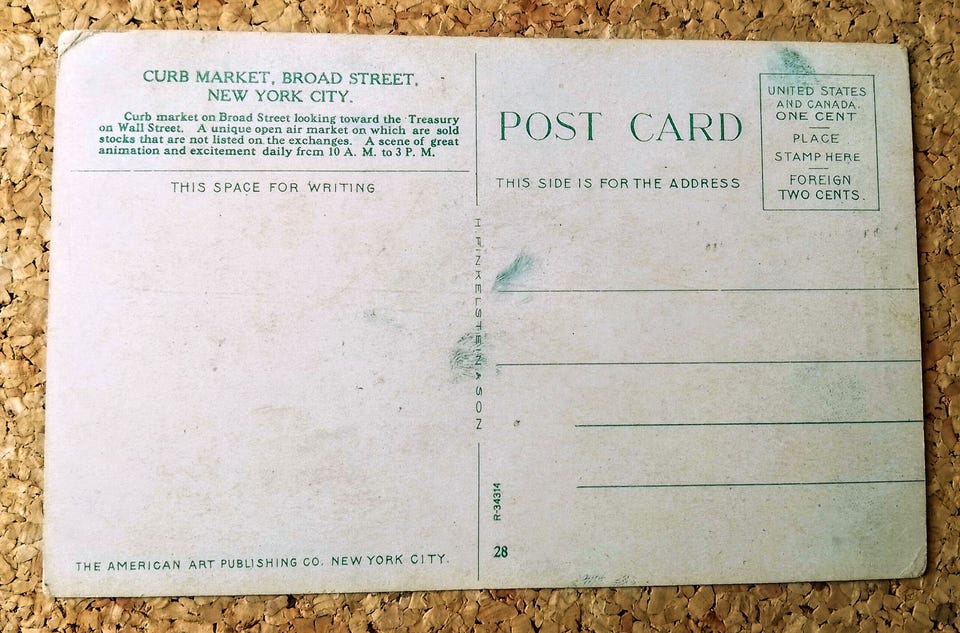 CURB MARKET, BROAD STREET,
NEW YORK CITY.
Curb market on Broad Street looking toward the Treasury
on Wall Street. A unique open air market on which are sold
stocks that are not listed on the exchanges. A scene of great
animation and excitement daily from 10 A. M. to 3 P. M.
THIS SPACE FOR WRITING
THE AMERICAN ART PUBLISHING CO. NEW YORK CITY.
H. FINKELSTEIN & SON
POST CARD
THIS SIDE IS FOR THE ADDRESS
UNITED STATES
AND CANADA.
ONE CENT
PLACE
STAMP HERE
FOREIGN
TWO CENTS.
R-34314
28